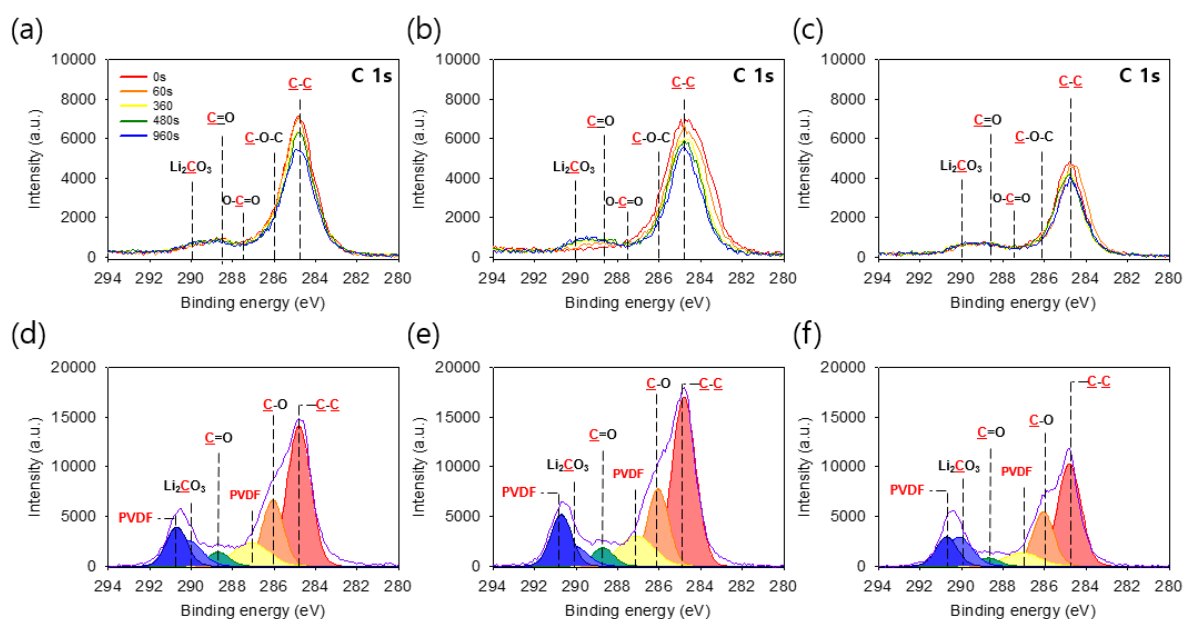 (a)
10000
8000
6000
4000
2000
0
Intensity (a.u.)
0s
60s
360
480s
960s
C 1s
C-C
C=O
C-O-C
Li₂CO₃
O-C=O
294 292 290 288 286 284 282 280
Binding energy (eV)
(b)
10000
8000
6000
4000
2000
0
Intensity (a.u.)
C 1s
C-C
C=O
C-O-C
Li₂CO₃
O-C=O
294 292 290 288 286 284 282 280
Binding energy (eV)
(c)
10000
8000
6000
4000
2000
0
Intensity (a.u.)
C 1s
C-C
C=O
C-O-C
Li₂CO₃
O-C=O
294 292 290 288 286 284 282 280
Binding energy (eV)
(d)
20000
15000
10000
5000
0
Intensity (a.u.)
C-O
C-C
C=O
Li₂CO₃
PVDF
PVDF
294 292 290 288 286 284 282 280
Binding energy (eV)
(e)
20000
15000
10000
5000
0
Intensity (a.u.)
C-O
C-C
C=O
Li₂CO₃
PVDF
PVDF
294 292 290 288 286 284 282 280
Binding energy (eV)
(f)
20000
15000
10000
5000
0
Intensity (a.u.)
C-C
C-O
C=O
Li₂CO₃
PVDF
PVDF
294 292 290 288 286 284 282 280
Binding energy (eV)